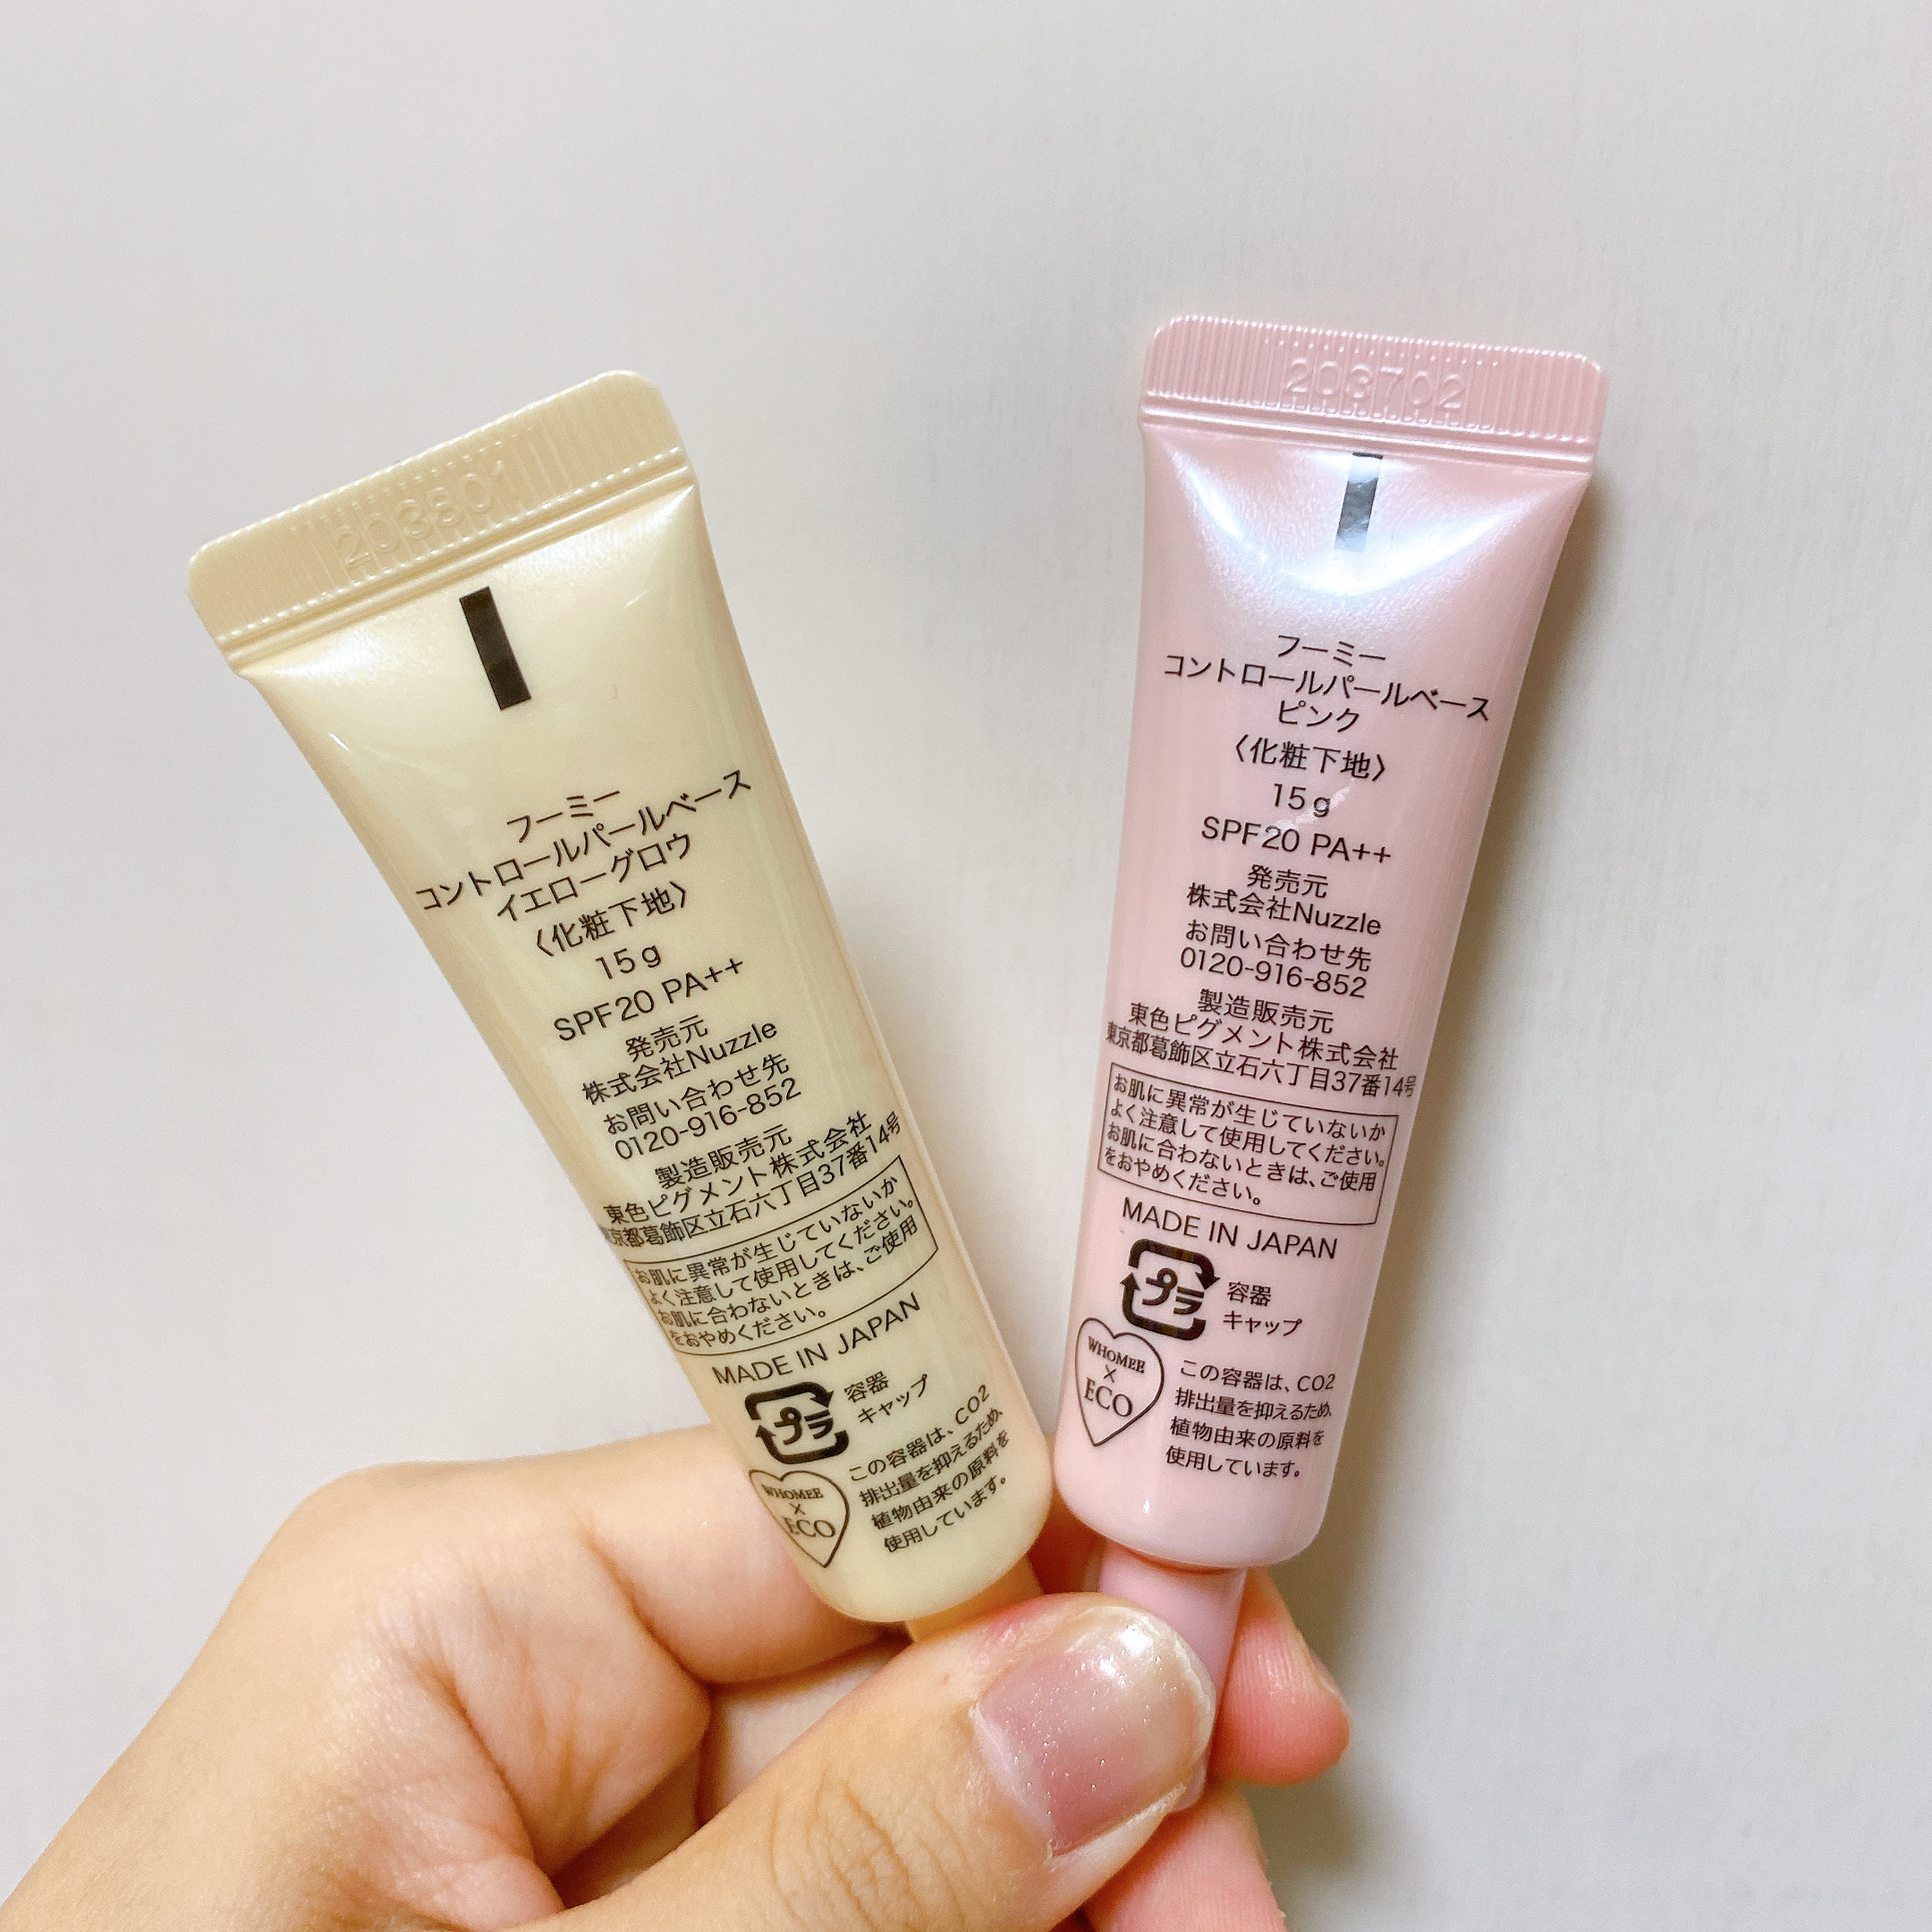 203801
フーミー
コントロールパールベース
イエローグロウ
〈化粧下地〉
15g
SPF20 PA++
発売元
株式会社Nuzzle
お問い合わせ先
0120-916-852
製造販売元
東色ピグメント株式会社
東京都葛飾区立石六丁目37番14号
お肌に異常が生じていないか
よく注意して使用してください。
お肌に合わないときは、ご使用
をおやめください。
MADE IN JAPAN
プラ
容器
キャップ
WHOMEE
×
ECO
この容器は、CO2
排出量を抑えるため、
植物由来の原料を
使用しています。
203702
フーミー
コントロールパールベース
ピンク
〈化粧下地〉
15g
SPF20 PA++
発売元
株式会社Nuzzle
お問い合わせ先
0120-916-852
製造販売元
東色ピグメント株式会社
東京都葛飾区立石六丁目37番14号
お肌に異常が生じていないか
よく注意して使用してください。
お肌に合わないときは、ご使用
をおやめください。
MADE IN JAPAN
プラ
容器
キャップ
WHOMEE
×
ECO
この容器は、CO2
排出量を抑えるため、
植物由来の原料を
使用しています。